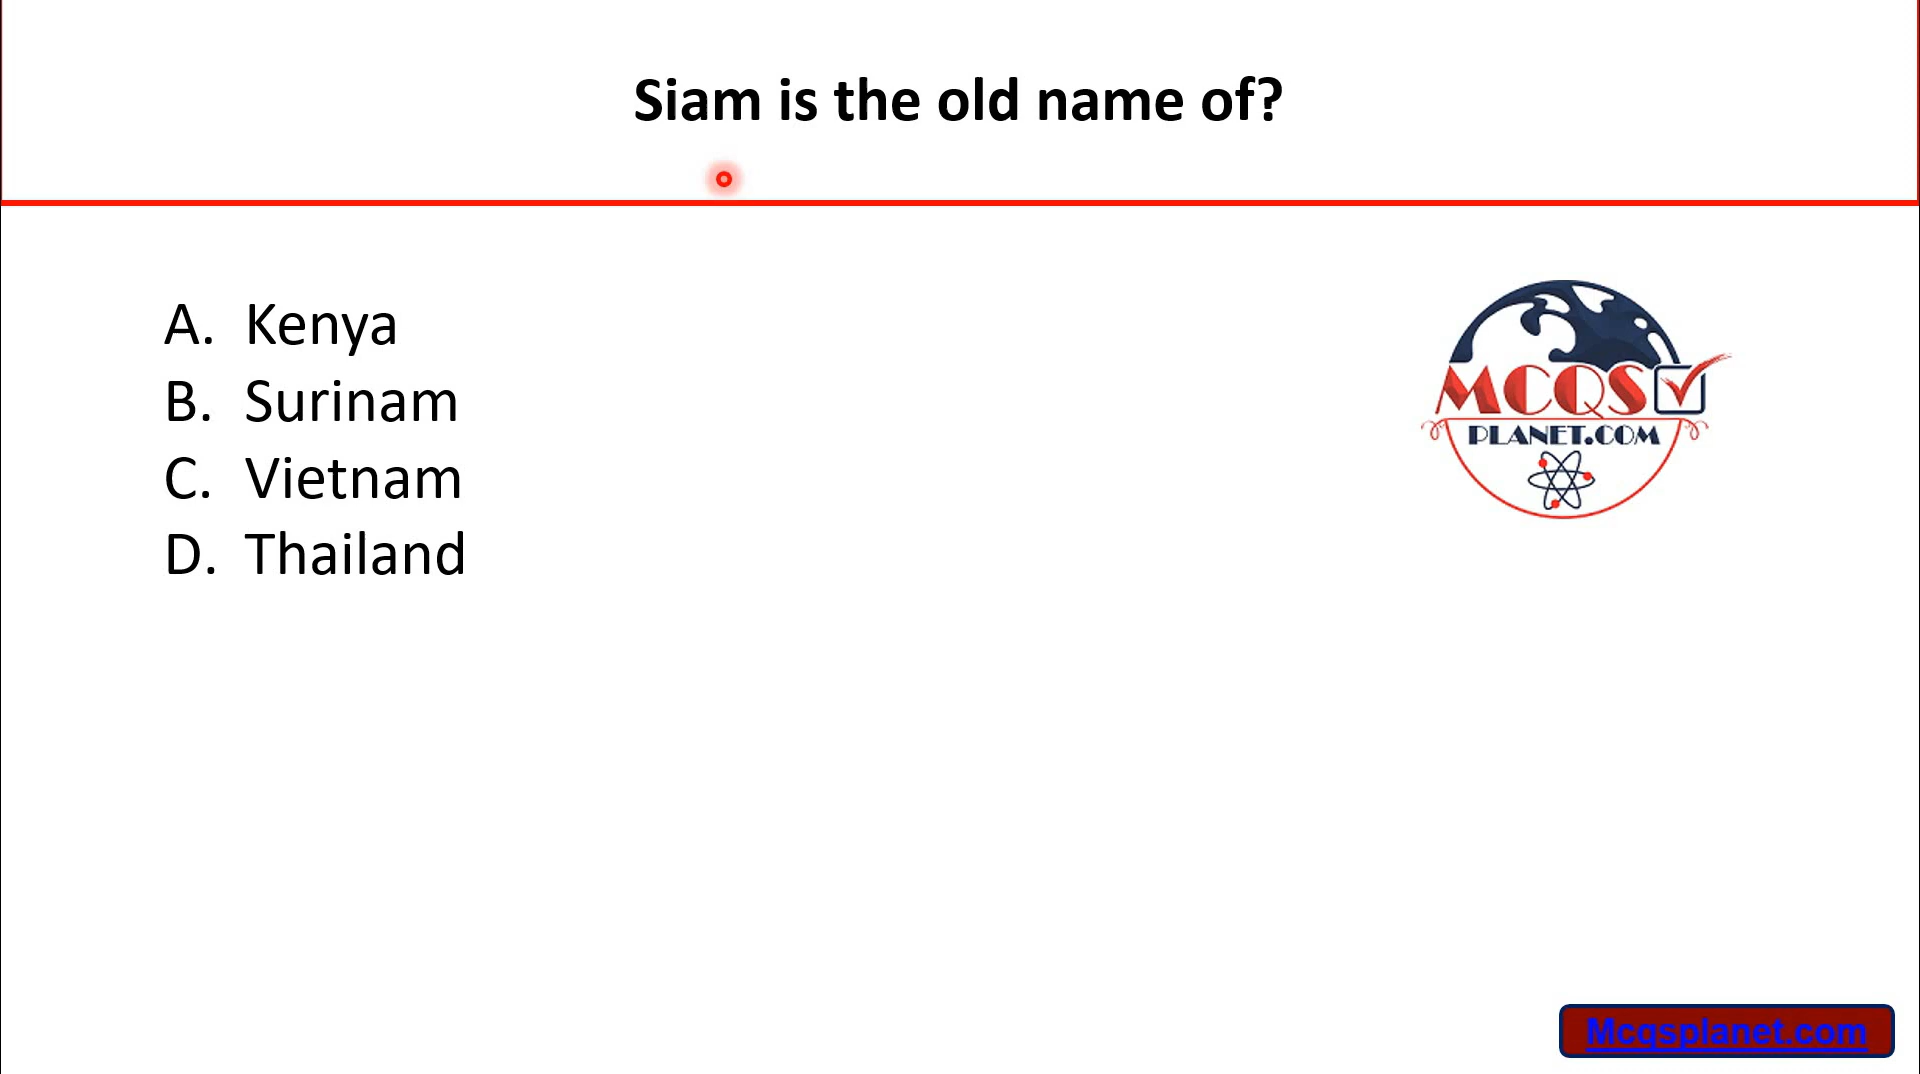 Siam is the old name of?
A. Kenya
B. Surinam
C. Vietnam
D. Thailand
MCQS
PLANET.COM
Mcqsplanet.com